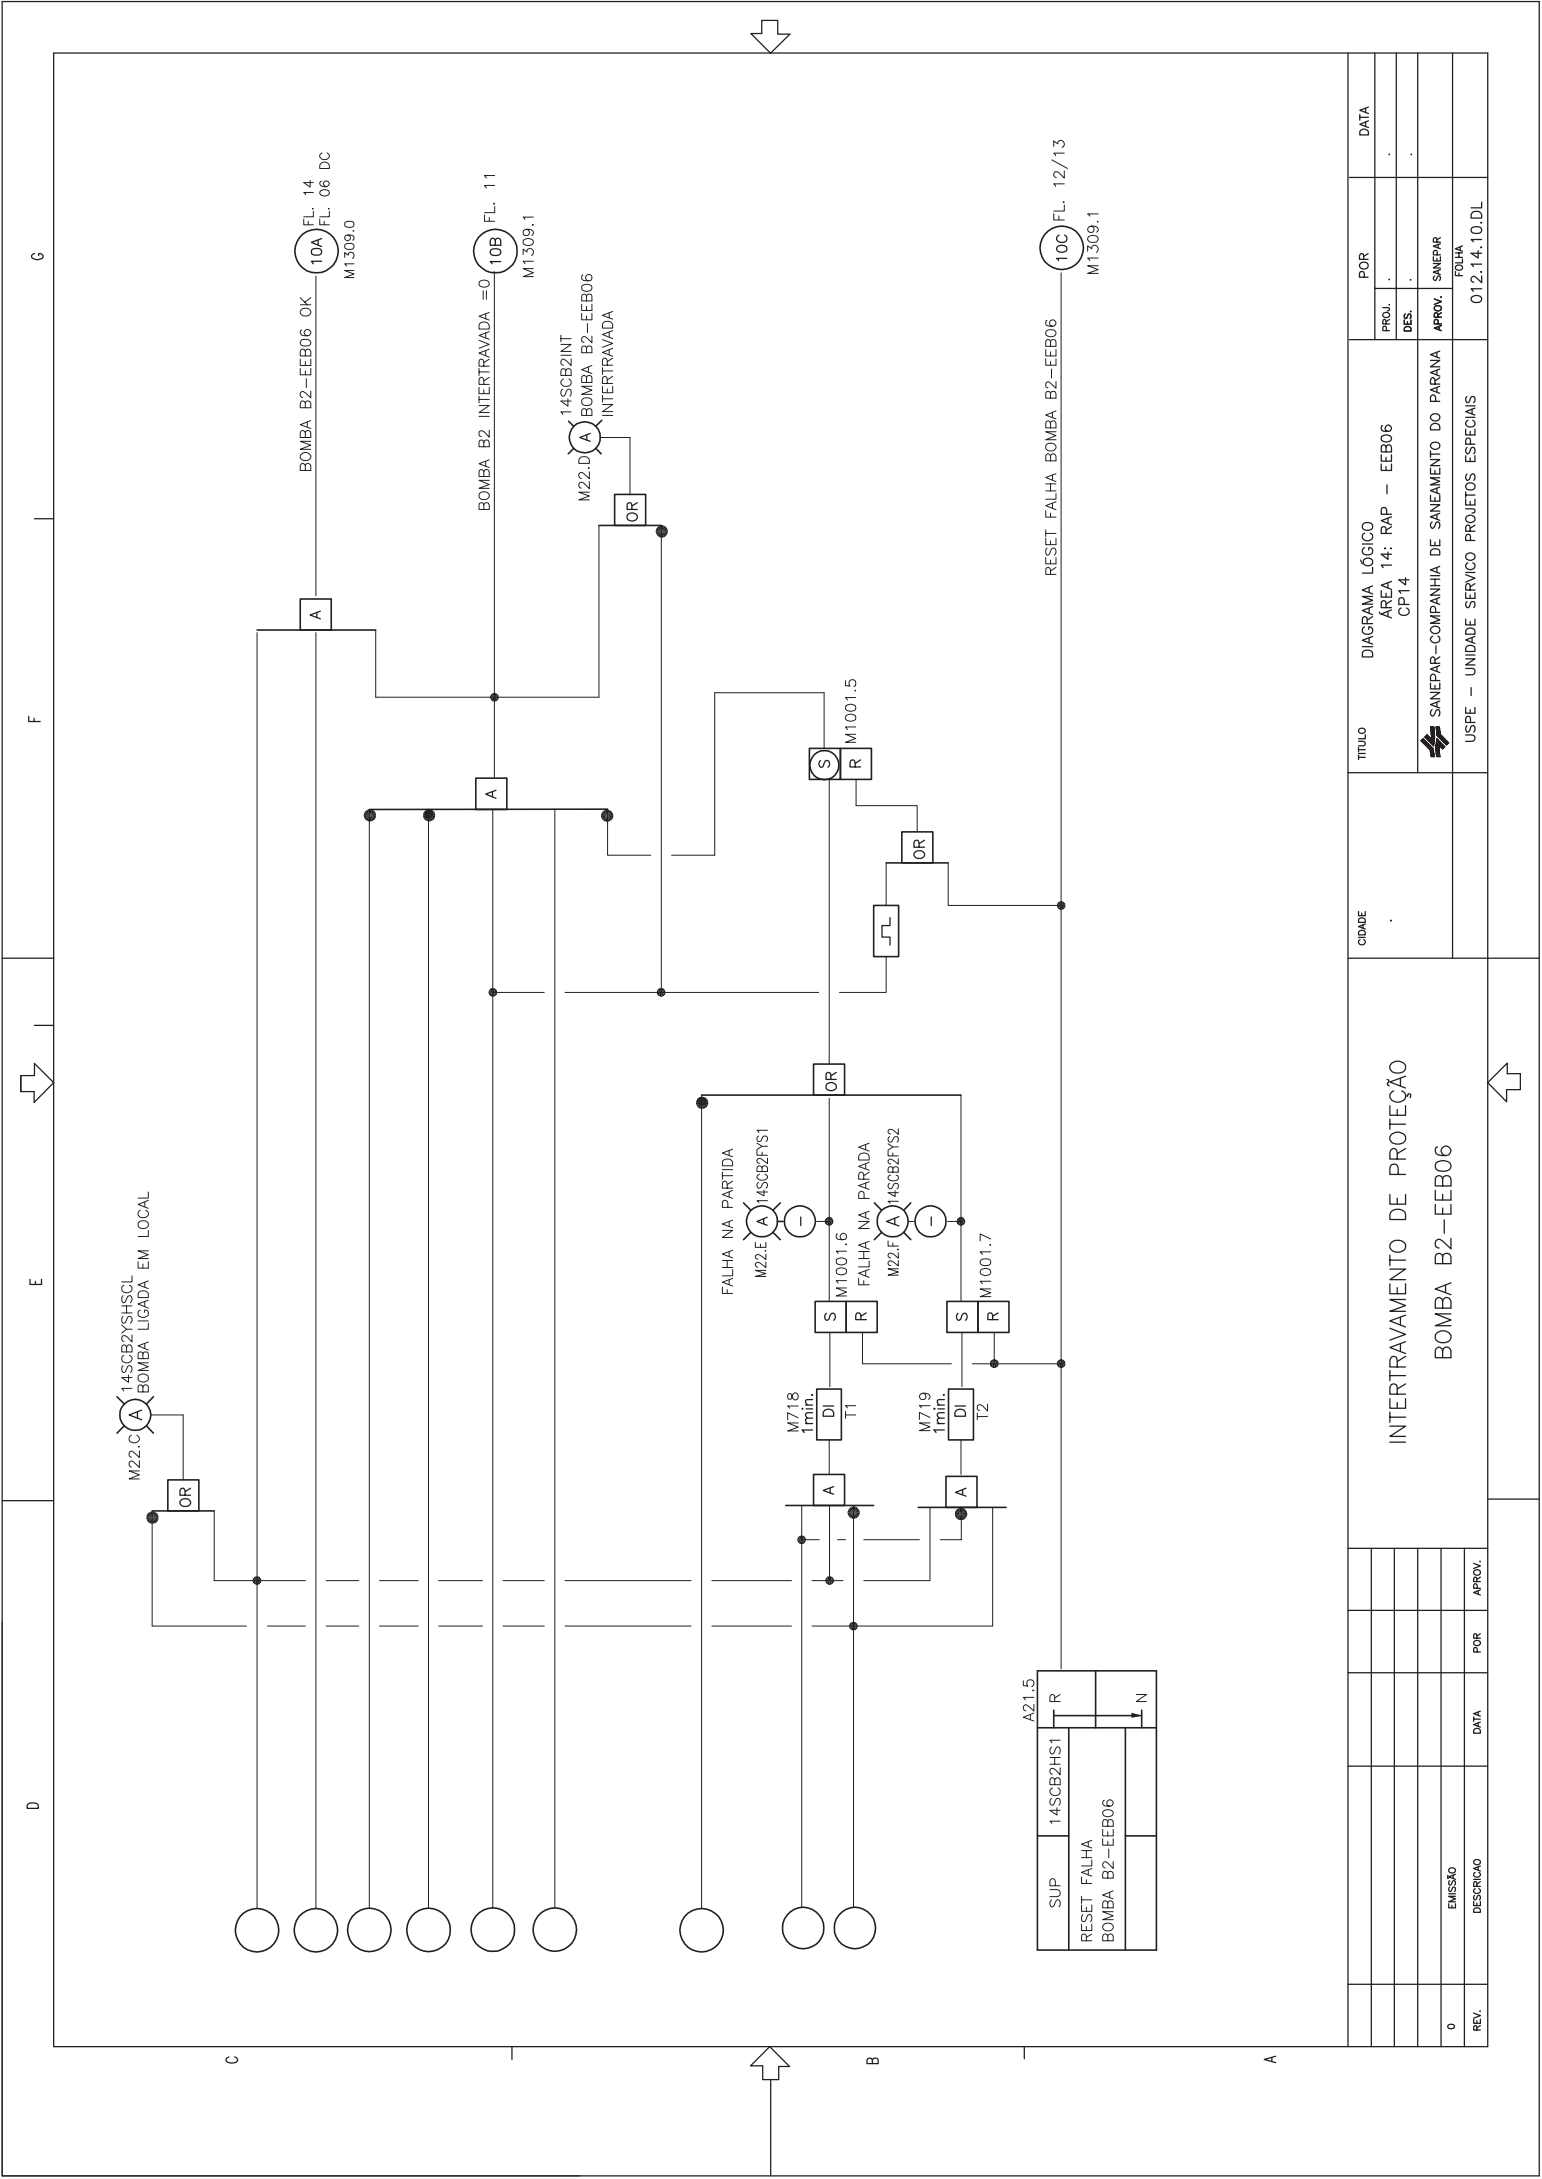 D
E
F
G
C
B
A
M22.C
A
14SCB2YSHSCL
BOMBA LIGADA EM LOCAL
OR
A
BOMBA B2-EEB06 OK
10A
FL. 14
FL. 06 DC
M1309.0
A
BOMBA B2 INTERTRAVADA =0
10B
FL. 11
M1309.1
M22.D
A
14SCB2INT
BOMBA B2-EEB06
INTERTRAVADA
OR
FALHA NA PARTIDA
M22.E
A
14SCB2FYS1
-
M718
1min.
A
DI
T1
S
R
M1001.6
OR
S
R
M1001.5
OR
FALHA NA PARADA
M22.F
A
14SCB2FYS2
-
M719
1min.
A
DI
T2
S
R
M1001.7
RESET FALHA BOMBA B2-EEB06
10C
FL. 12/13
M1309.1
A21.5
SUP
14SCB2HS1
R
N
RESET FALHA
BOMBA B2-EEB06
0
EMISSÃO
REV.
DESCRICAO
DATA
POR
APROV.
INTERTRAVAMENTO DE PROTEÇÃO
BOMBA B2-EEB06
CIDADE
.
TITULO
DIAGRAMA LÓGICO
ÁREA 14: RAP - EEB06
CP14
SANEPAR-COMPANHIA DE SANEAMENTO DO PARANA
USPE - UNIDADE SERVICO PROJETOS ESPECIAIS
POR
DATA
PROJ.
.
.
DES.
.
.
APROV.
SANEPAR
FOLHA
012.14.10.DL